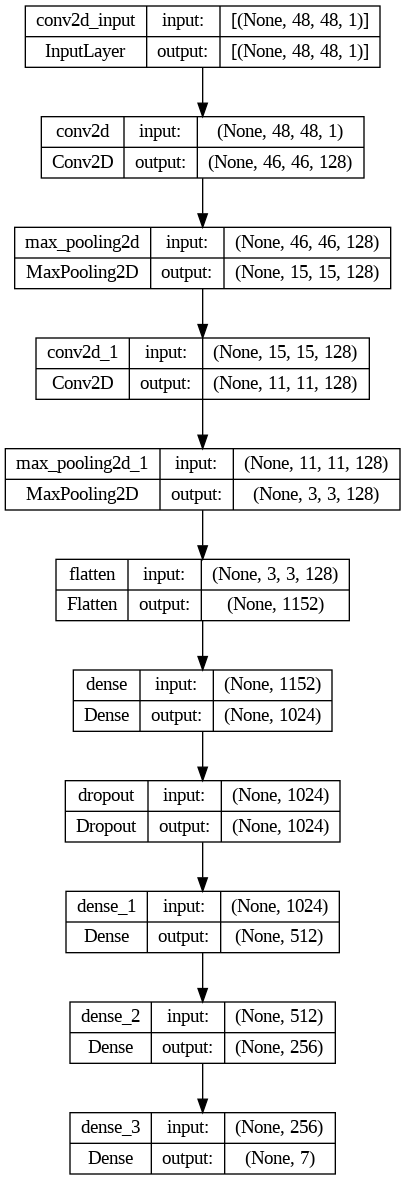 conv2d_input input: [(None, 48, 48, 1)]
InputLayer output: [(None, 48, 48, 1)]
conv2d input: (None, 48, 48, 1)
Conv2D output: (None, 46, 46, 128)
max_pooling2d input: (None, 46, 46, 128)
MaxPooling2D output: (None, 15, 15, 128)
conv2d_1 input: (None, 15, 15, 128)
Conv2D output: (None, 11, 11, 128)
max_pooling2d_1 input: (None, 11, 11, 128)
MaxPooling2D output: (None, 3, 3, 128)
flatten input: (None, 3, 3, 128)
Flatten output: (None, 1152)
dense input: (None, 1152)
Dense output: (None, 1024)
dropout input: (None, 1024)
Dropout output: (None, 1024)
dense_1 input: (None, 1024)
Dense output: (None, 512)
dense_2 input: (None, 512)
Dense output: (None, 256)
dense_3 input: (None, 256)
Dense output: (None, 7)